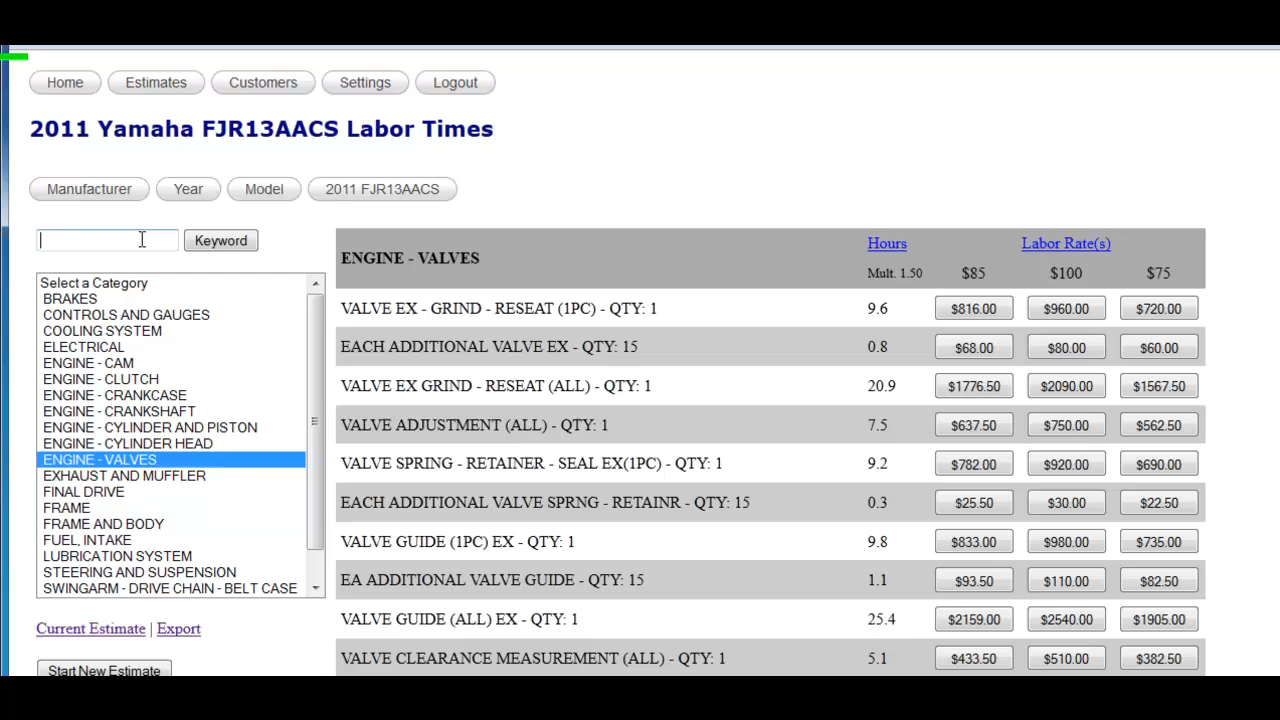 Home Estimates Customers Settings Logout
2011 Yamaha FJR13AACS Labor Times
Manufacturer Year Model 2011 FJR13AACS
Keyword
Select a Category
BRAKES
CONTROLS AND GAUGES
COOLING SYSTEM
ELECTRICAL
ENGINE - CAM
ENGINE - CLUTCH
ENGINE - CRANKCASE
ENGINE - CRANKSHAFT
ENGINE - CYLINDER AND PISTON
ENGINE - CYLINDER HEAD
ENGINE - VALVES
EXHAUST AND MUFFLER
FINAL DRIVE
FRAME
FRAME AND BODY
FUEL, INTAKE
LUBRICATION SYSTEM
STEERING AND SUSPENSION
SWINGARM - DRIVE CHAIN - BELT CASE
Current Estimate | Export
Start New Estimate
Hours Labor Rate(s)
ENGINE - VALVES
Mult. 1.50 $85 $100 $75
VALVE EX - GRIND - RESEAT (1PC) - QTY: 1 9.6 $816.00 $960.00 $720.00
EACH ADDITIONAL VALVE EX - QTY: 15 0.8 $68.00 $80.00 $60.00
VALVE EX GRIND - RESEAT (ALL) - QTY: 1 20.9 $1776.50 $2090.00 $1567.50
VALVE ADJUSTMENT (ALL) - QTY: 1 7.5 $637.50 $750.00 $562.50
VALVE SPRING - RETAINER - SEAL EX(1PC) - QTY: 1 9.2 $782.00 $920.00 $690.00
EACH ADDITIONAL VALVE SPRNG - RETAINR - QTY: 15 0.3 $25.50 $30.00 $22.50
VALVE GUIDE (1PC) EX - QTY: 1 9.8 $833.00 $980.00 $735.00
EA ADDITIONAL VALVE GUIDE - QTY: 15 1.1 $93.50 $110.00 $82.50
VALVE GUIDE (ALL) EX - QTY: 1 25.4 $2159.00 $2540.00 $1905.00
VALVE CLEARANCE MEASUREMENT (ALL) - QTY: 1 5.1 $433.50 $510.00 $382.50